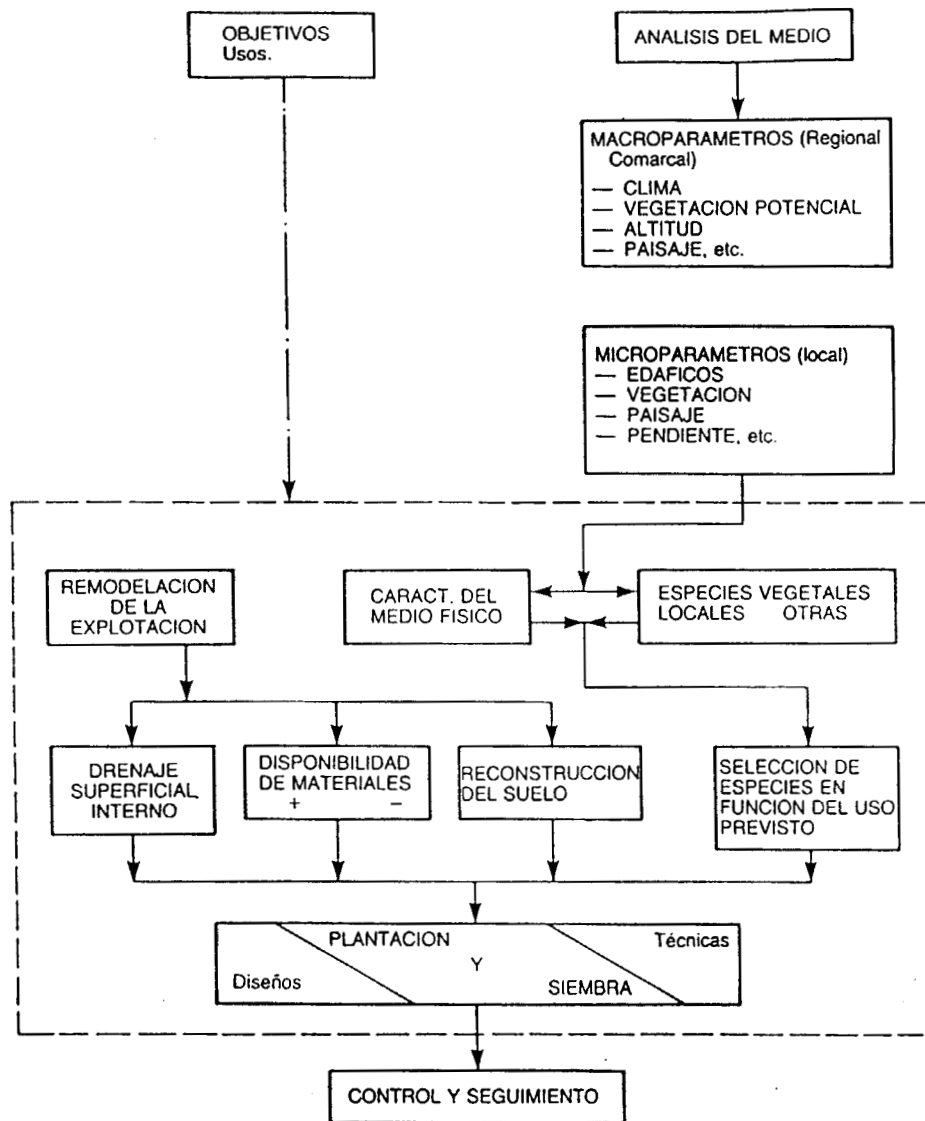 OBJETIVOS
Usos.
ANALISIS DEL MEDIO
MACROPARAMETROS (Regional
Comarcal)
— CLIMA
— VEGETACION POTENCIAL
— ALTITUD
— PAISAJE, etc.
MICROPARAMETROS (local)
— EDAFICOS
— VEGETACION
— PAISAJE
— PENDIENTE, etc.
REMODELACION
DE LA
EXPLOTACION
CARACT. DEL
MEDIO FISICO
ESPECIES VEGETALES
LOCALES OTRAS
DRENAJE
SUPERFICIAL
INTERNO
DISPONIBILIDAD
DE MATERIALES
+ −
RECONSTRUCCION
DEL SUELO
SELECCION DE
ESPECIES EN
FUNCION DEL USO
PREVISTO
PLANTACION
Técnicas
Y
Diseños
SIEMBRA
CONTROL Y SEGUIMIENTO